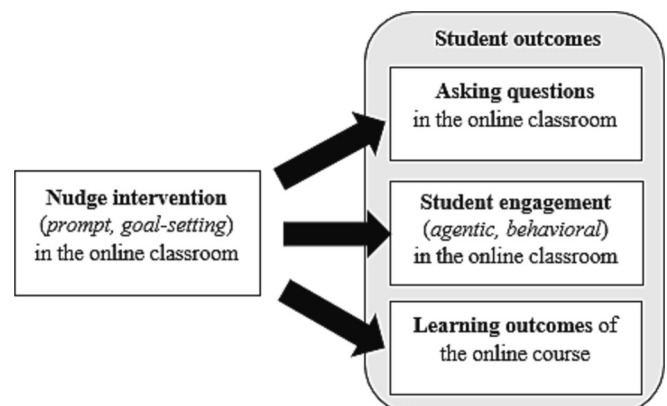 Student outcomes
Asking questions
in the online classroom
Nudge intervention
(prompt, goal-setting)
in the online classroom
Student engagement
(agentic, behavioral)
in the online classroom
Learning outcomes of
the online course